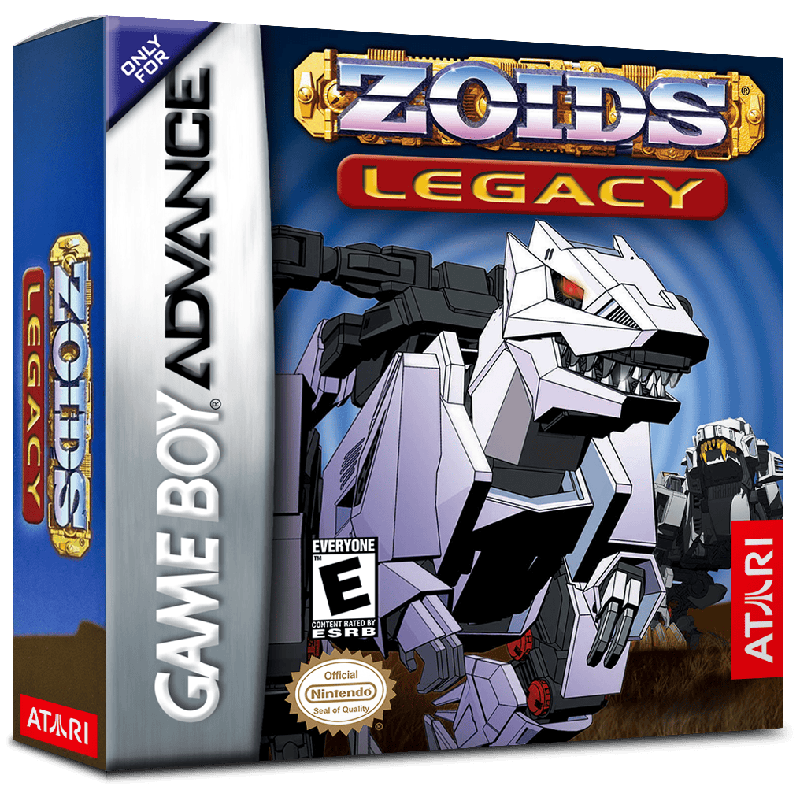 ONLY
FOR
GAME BOY ADVANCE
®
ZOIDS
®
LEGACY
EVERYONE
™
E
CONTENT RATED BY
ESRB
Official
Nintendo
Seal of Quality
®
ATARI
ZOIDS
LEGACY
ATARI